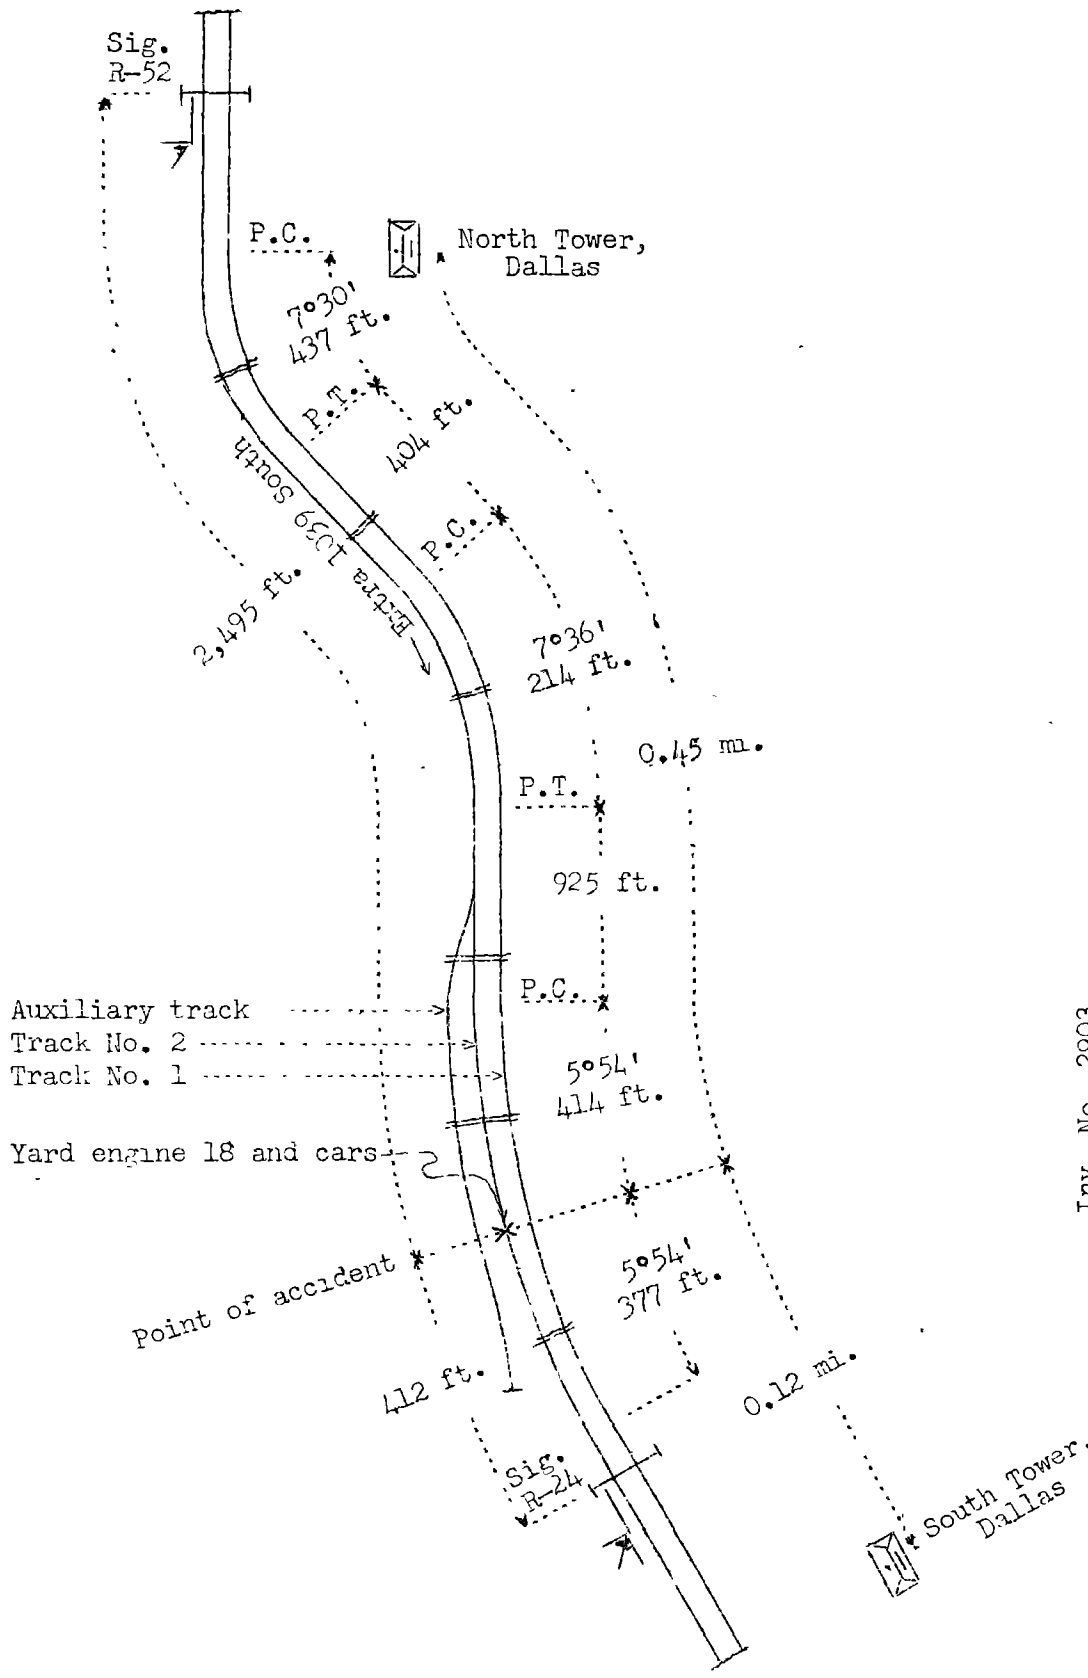 Sig.
R-52
P.C.
North Tower,
Dallas
7°30'
437 ft.
P.T.
404 ft.
P.C.
Extra 1039 South
2,495 ft.
7°36'
214 ft.
0.45 mi.
P.T.
925 ft.
P.C.
Auxiliary track
Track No. 2
Track No. 1
5°54'
414 ft.
Yard engine 18 and cars
Point of accident
5°54'
377 ft.
412 ft.
0.12 mi.
Sig.
R-24
South Tower,
Dallas
No. 2903